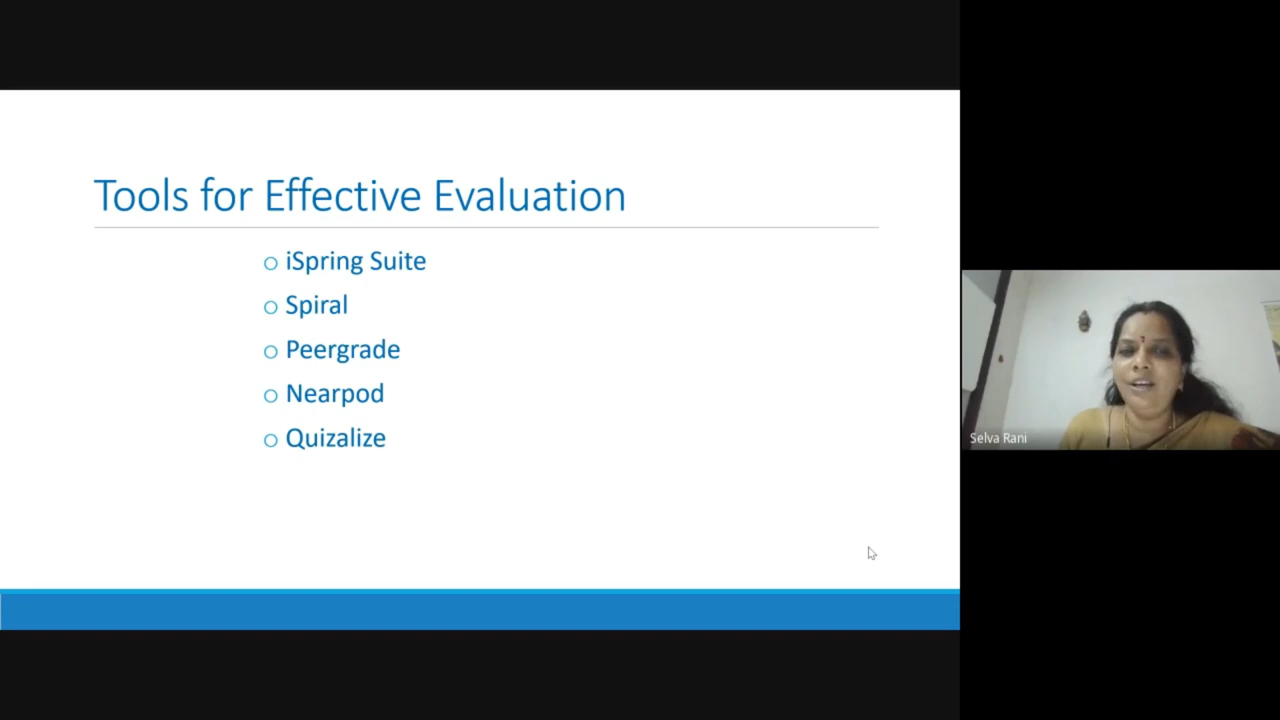 Tools for Effective Evaluation
iSpring Suite
Spiral
Peergrade
Nearpod
Quizalize
Selva Rani